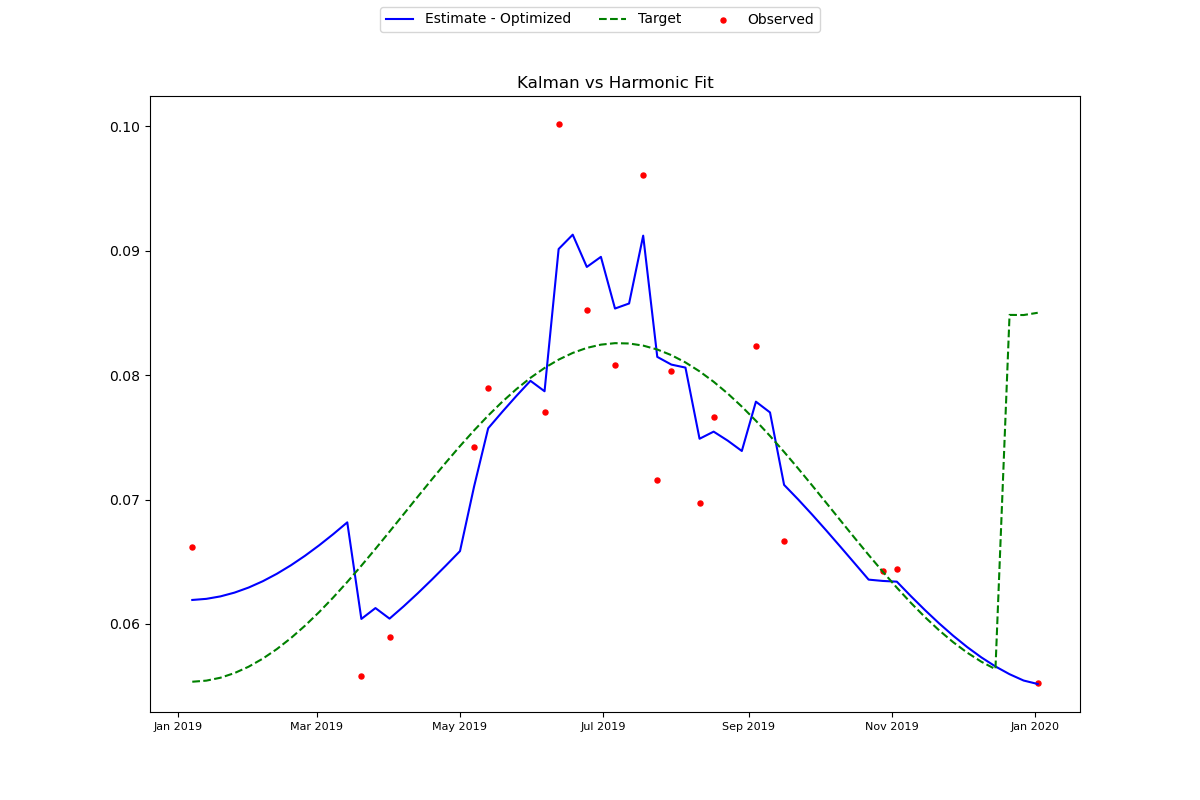 Estimate - Optimized Target Observed
Kalman vs Harmonic Fit
0.10
0.09
0.08
0.07
0.06
Jan 2019 Mar 2019 May 2019 Jul 2019 Sep 2019 Nov 2019 Jan 2020